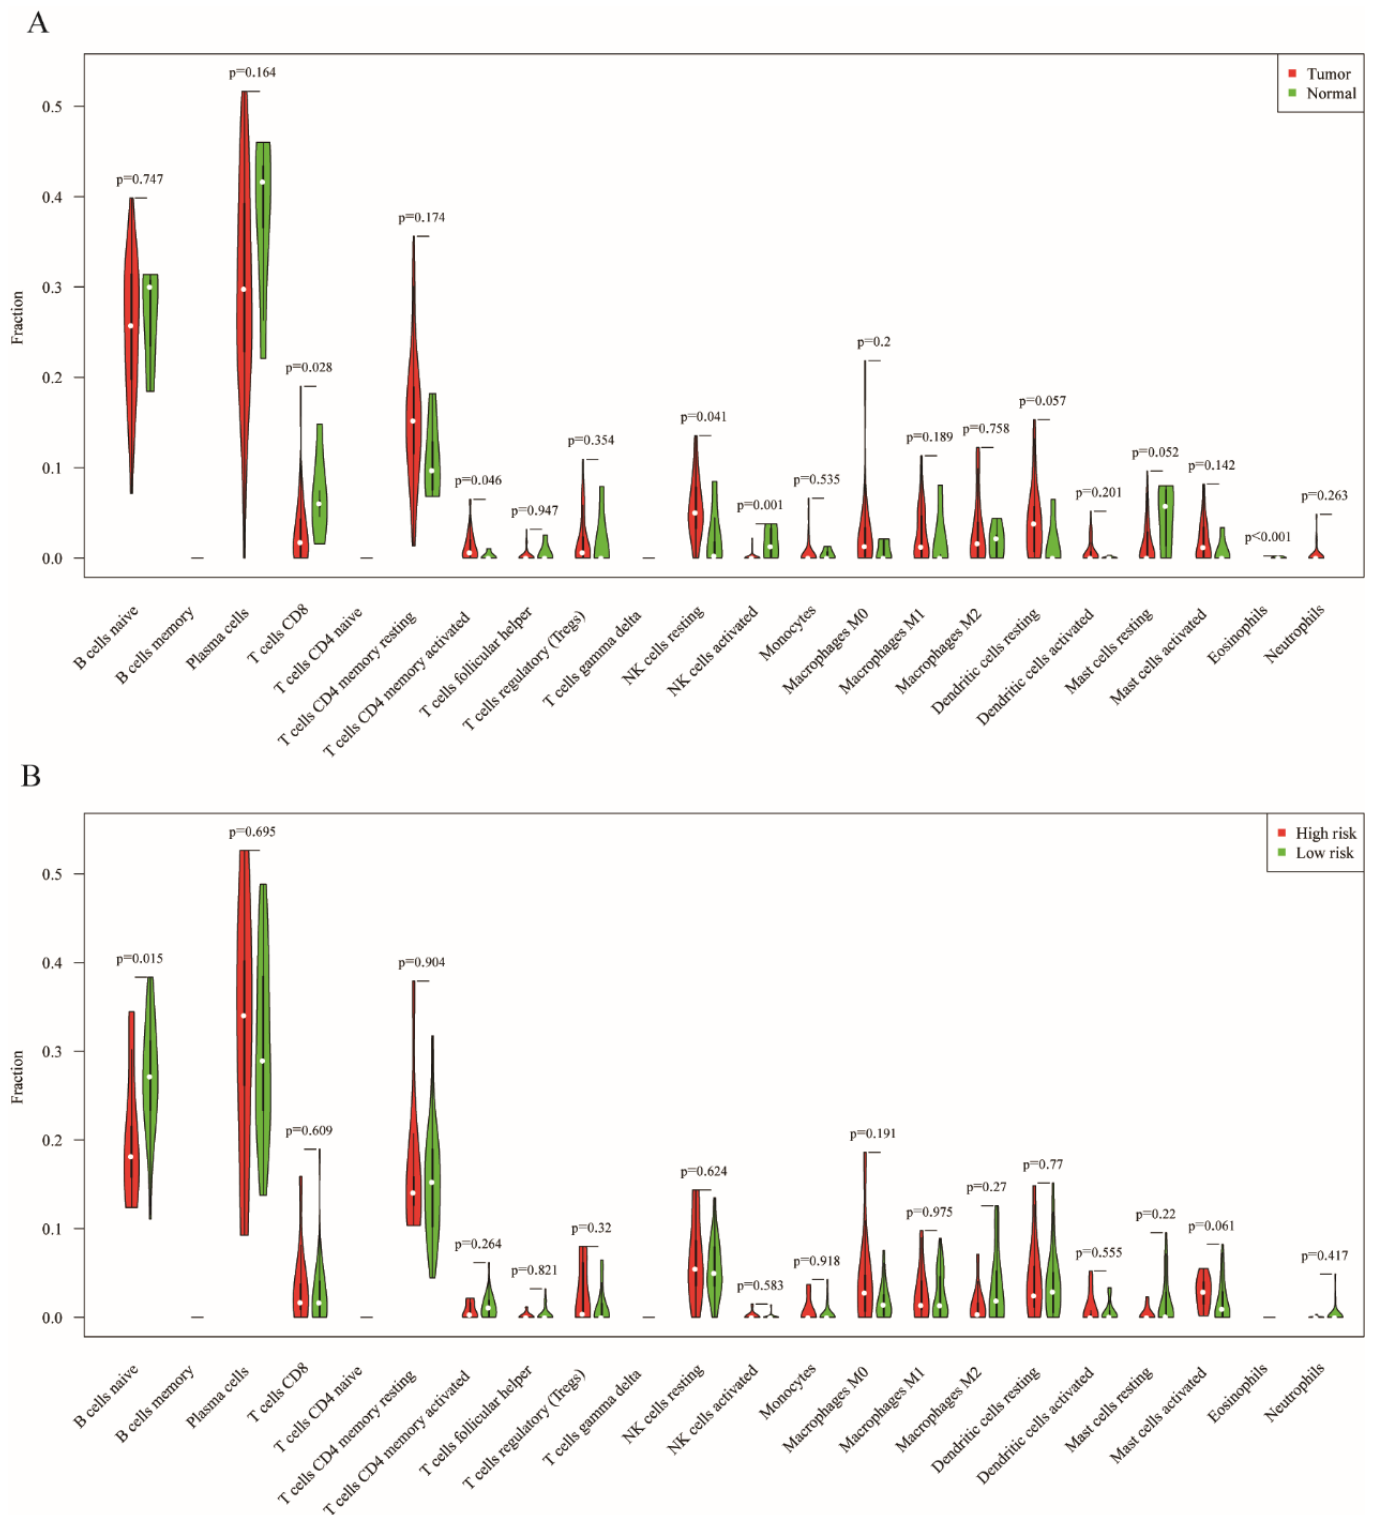 A
Tumor
Normal
Fraction
0.5
0.4
0.3
0.2
0.1
0.0
p=0.747
p=0.164
p=0.028
p=0.174
p=0.046
p=0.947
p=0.354
p=0.041
p=0.001
p=0.535
p=0.2
p=0.189
p=0.758
p=0.057
p=0.201
p=0.052
p=0.142
p<0.001
p=0.263
B cells naive
B cells memory
Plasma cells
T cells CD8
T cells CD4 naive
T cells CD4 memory resting
T cells CD4 memory activated
T cells follicular helper
T cells regulatory (Tregs)
T cells gamma delta
NK cells resting
NK cells activated
Monocytes
Macrophages M0
Macrophages M1
Macrophages M2
Dendritic cells resting
Dendritic cells activated
Mast cells resting
Mast cells activated
Eosinophils
Neutrophils
B
High risk
Low risk
Fraction
0.5
0.4
0.3
0.2
0.1
0.0
p=0.015
p=0.695
p=0.609
p=0.904
p=0.264
p=0.821
p=0.32
p=0.624
p=0.583
p=0.918
p=0.191
p=0.975
p=0.27
p=0.77
p=0.555
p=0.22
p=0.061
p=0.417
B cells naive
B cells memory
Plasma cells
T cells CD8
T cells CD4 naive
T cells CD4 memory resting
T cells CD4 memory activated
T cells follicular helper
T cells regulatory (Tregs)
T cells gamma delta
NK cells resting
NK cells activated
Monocytes
Macrophages M0
Macrophages M1
Macrophages M2
Dendritic cells resting
Dendritic cells activated
Mast cells resting
Mast cells activated
Eosinophils
Neutrophils